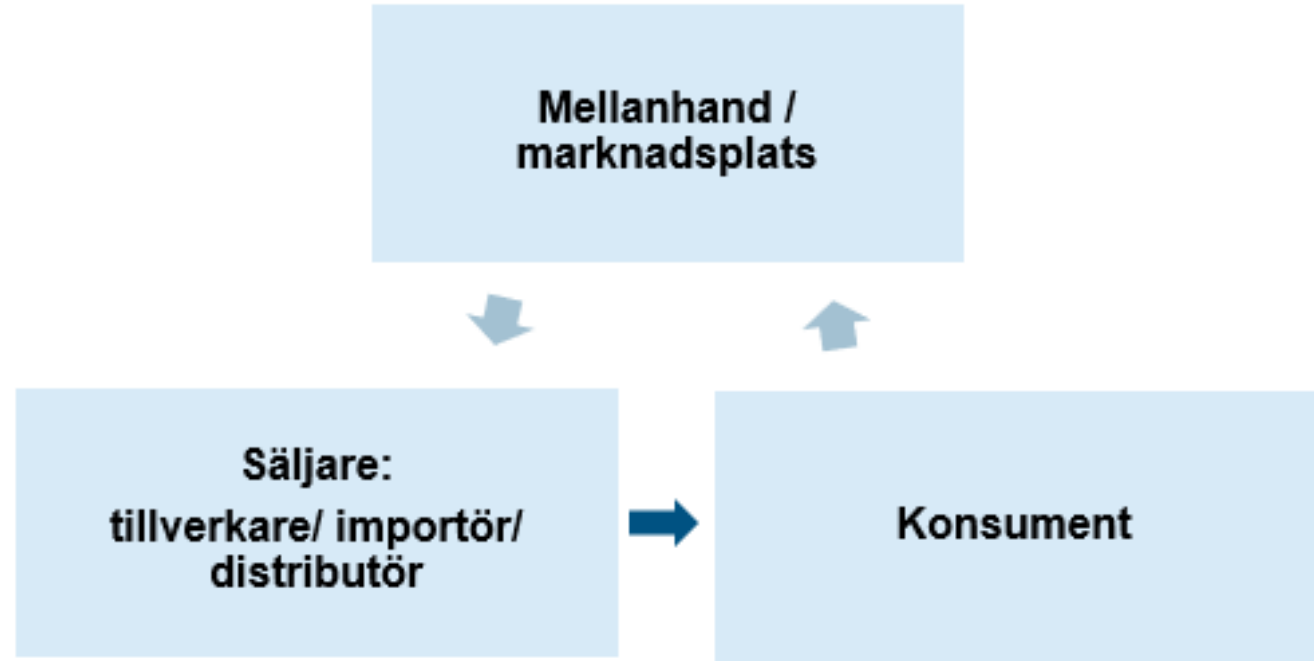 Mellanhand /
marknadsplats
Säljare:
tillverkare/ importör/
distributör
Konsument